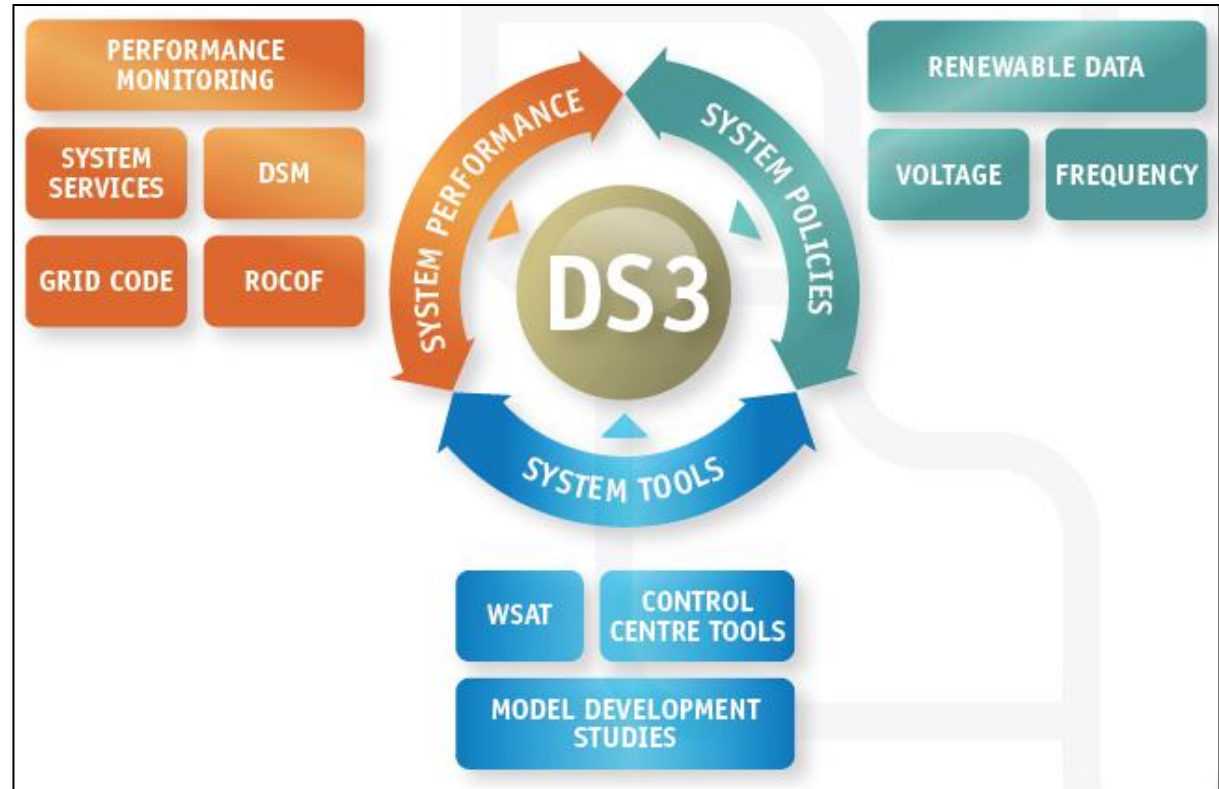 PERFORMANCE
MONITORING
SYSTEM
SERVICES
DSM
GRID CODE
ROCOF
SYSTEM PERFORMANCE
SYSTEM POLICIES
DS3
SYSTEM TOOLS
RENEWABLE DATA
VOLTAGE
FREQUENCY
WSAT
CONTROL
CENTRE TOOLS
MODEL DEVELOPMENT
STUDIES